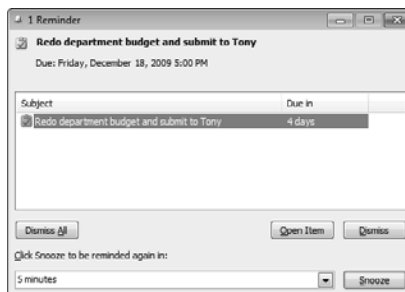 1 Reminder
Redo department budget and submit to Tony
Due: Friday, December 18, 2009 5:00 PM
Subject Due in
Redo department budget and submit to Tony 4 days
Dismiss All Open Item Dismiss
Click Snooze to be reminded again in:
5 minutes Snooze